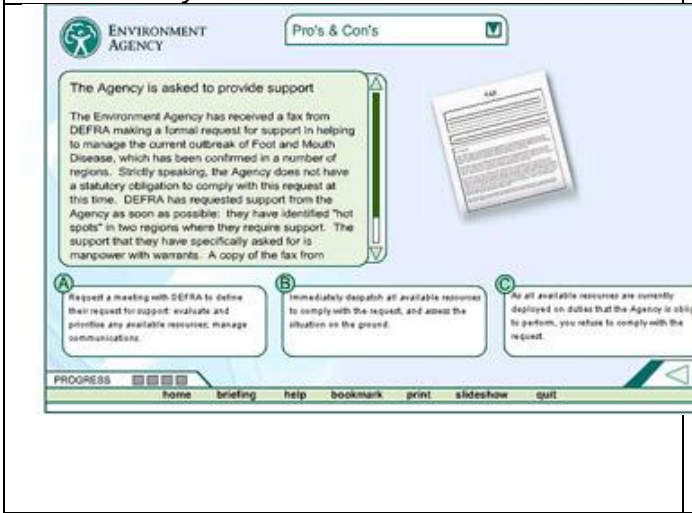 ENVIRONMENT
AGENCY
Pro's & Con's
The Agency is asked to provide support
The Environment Agency has received a fax from
DEFRA making a formal request for support in helping
to manage the current outbreak of Foot and Mouth
Disease, which has been confirmed in a number of
regions. Strictly speaking, the Agency does not have
a statutory obligation to comply with this request at
this time. DEFRA has requested support from the
Agency as soon as possible: they have identified "hot
spots" in two regions where they require support. The
support that they have specifically asked for is
manpower with warrants. A copy of the fax from
FAX
A
Request a meeting with DEFRA to define
their request for support: evaluate and
prioritise any available resources; manage
communications.
B
Immediately despatch all available resources
to comply with the request, and assess the
situation on the ground.
C
As all available resources are currently
deployed on duties that the Agency is
to perform, you refuse to comply with the
request.
PROGRESS
home briefing help bookmark print slideshow quit